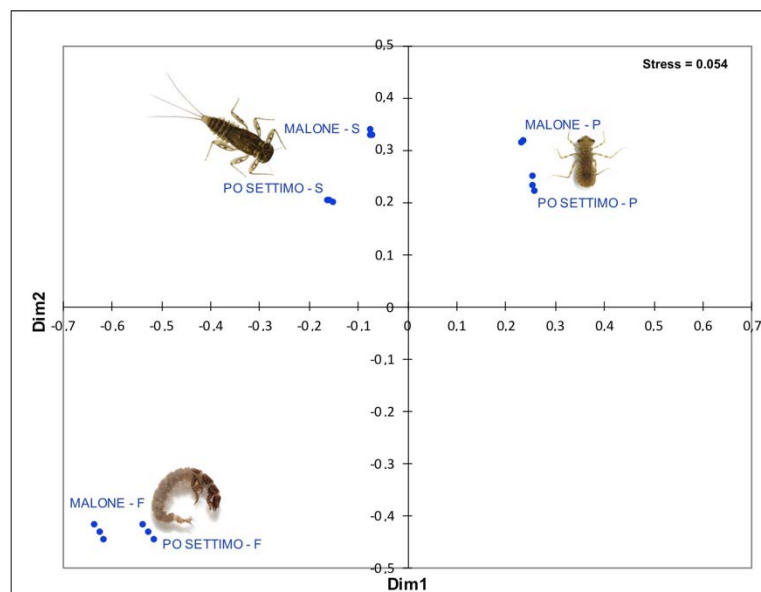 0,5
Stress = 0.054
0,4
MALONE - S
MALONE - P
0,3
PO SETTIMO - S
0,2
PO SETTIMO - P
0,1
0
-0.7 -0.6 -0.5 -0.4 -0.3 -0.2 -0.1 0 0,1 0,2 0,3 0,4 0.5 0.6 0,7
Dim2
-0.1
-0.2
-0.3
MALONE - F
-0.4
PO SETTIMO - F
-0,5
Dim1